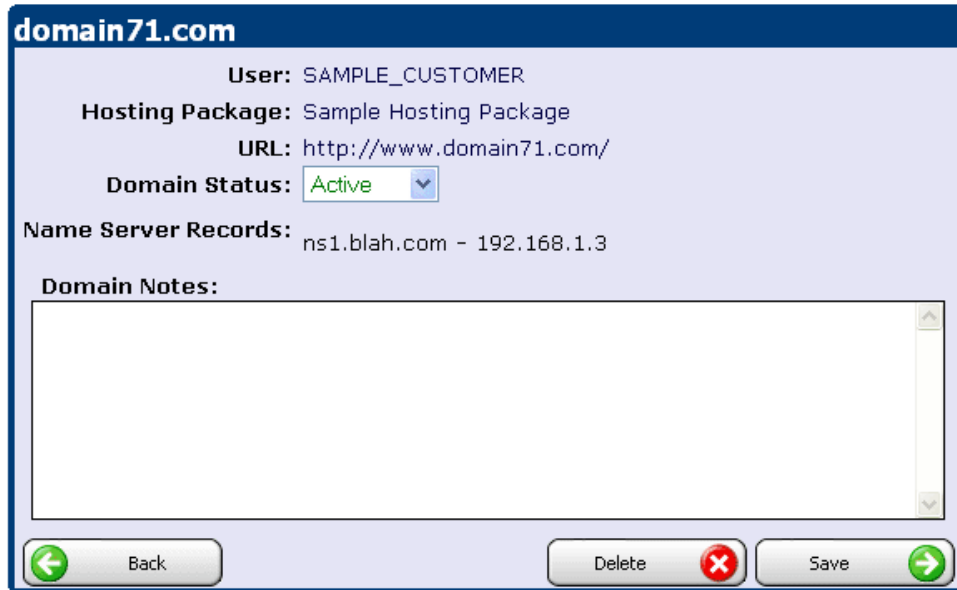 domain71.com
User: SAMPLE_CUSTOMER
Hosting Package: Sample Hosting Package
URL: http://www.domain71.com/
Domain Status: Active
Name Server Records: ns1.blah.com - 192.168.1.3
Domain Notes:
Back Delete Save